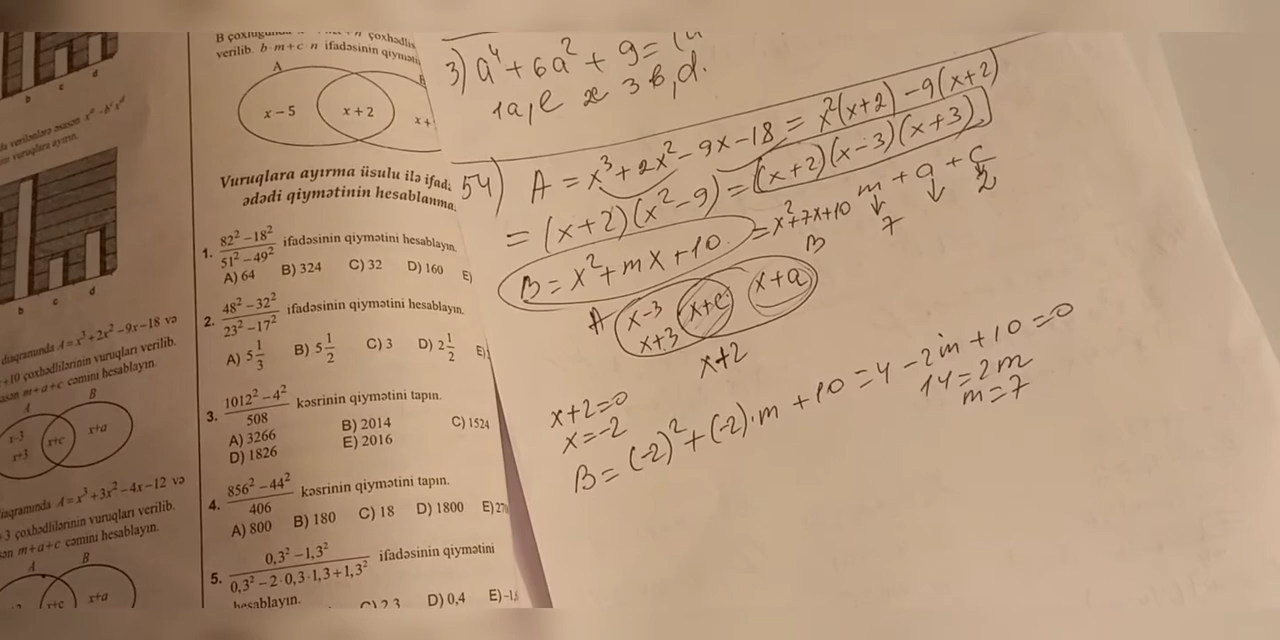 B
verilib. b·m+c·n ifadəsinin
A
x−5
x+2
x+
Vuruqlara ayırma üsulu ilə
ədədi qiymətinin hesablanma
1. 82²−18² / 51²−49² ifadəsinin qiymətini hesablayın.
A) 64 B) 324 C) 32 D) 160 E)
2. 48²−32² / 23²−17² ifadəsinin qiymətini hesablayın.
A) 5 1/3 B) 5 1/2 C) 3 D) 2 1/2 E)
3. 1012²−4² / 508 kəsrinin qiymətini tapın.
A) 3266 B) 2014 C) 1524
D) 1826 E) 2016
4. 856²−44² / 406 kəsrinin qiymətini tapın.
A) 800 B) 180 C) 18 D) 1800 E)
5. 0,3²−1,3² / 0,3²−2·0,3·1,3+1,3² ifadəsinin qiymətini
hesablayın.
C) 2,3 D) 0,4 E)
b c d
vuruqlara ayırın.
b c d
diaqramında A=x³+2x²−9x−18 və
+10 çoxhədlilərinin vuruqları verilib.
m+a+c cəmini hesablayın.
A B
x−3
x+3
x+c
x+a
A=x³+3x²−4x−12 və
+3 çoxhədlilərinin vuruqları verilib.
m+a+c cəmini hesablayın.
A B
x+c
x+a
3) a⁴+6a²+9=
1a, 3b,d.
54) A=x³+2x²−9x−18=x²(x+2)−9(x+2)
=(x+2)(x²−9)=(x+2)(x−3)(x+3)
m+a+c
7 2
B=x²+mx+10.=x²+7x+10
A B
x−3
x+3
x+c
x+a
x+2
x+2=0
x=−2
B=(−2)²+(−2)·m+10=4−2m+10=0
14=2m
m=7